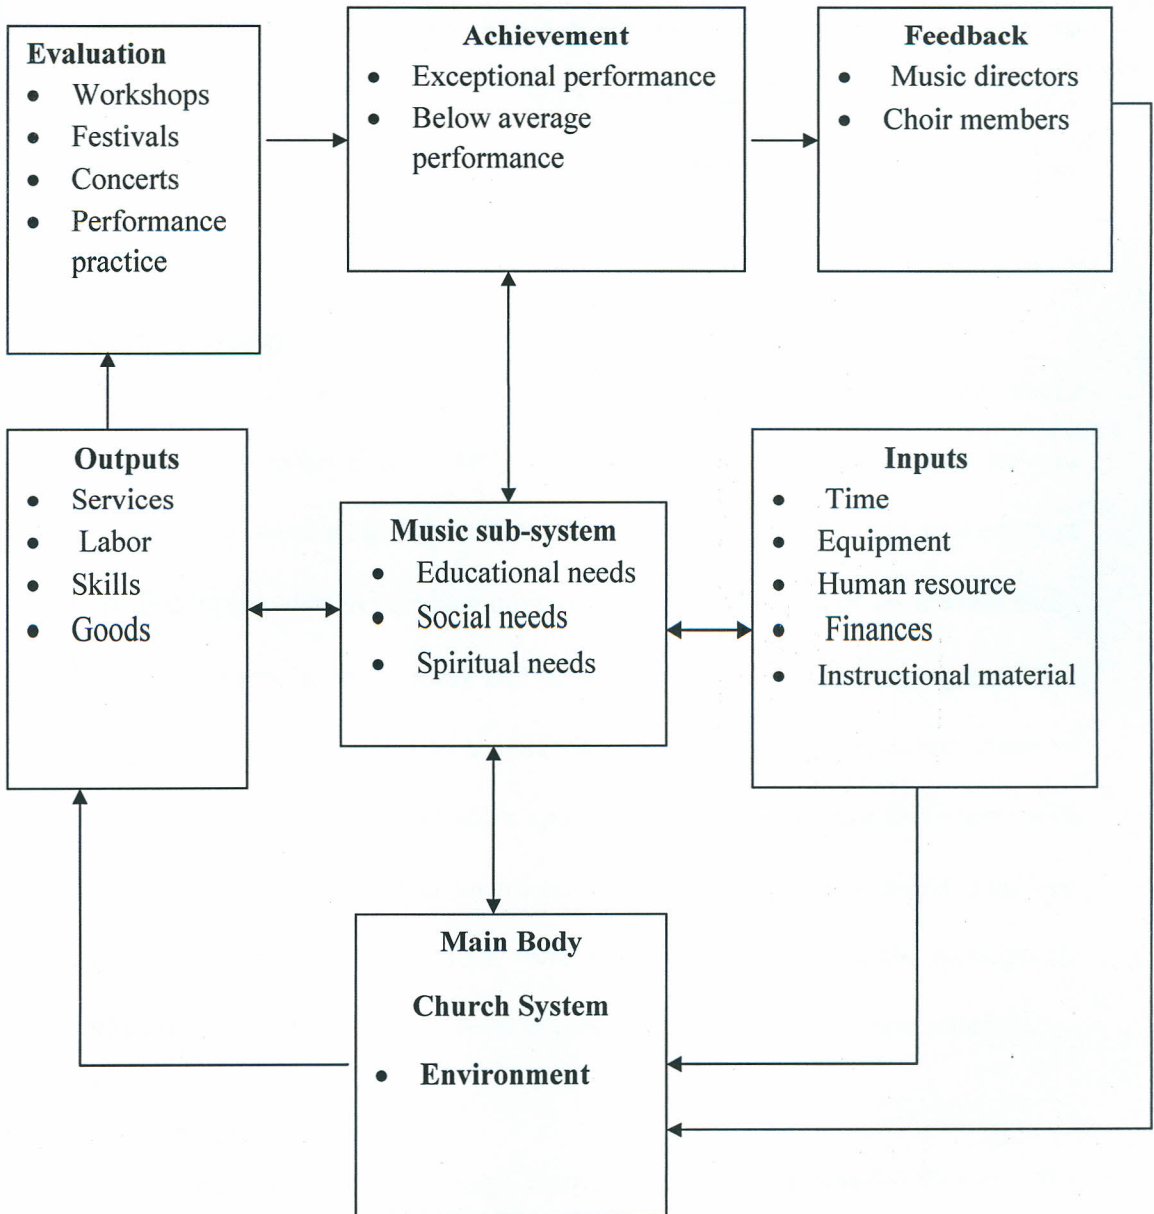 Evaluation
• Workshops
• Festivals
• Concerts
• Performance
practice
Achievement
• Exceptional performance
• Below average
performance
Feedback
• Music directors
• Choir members
Outputs
• Services
• Labor
• Skills
• Goods
Music sub-system
• Educational needs
• Social needs
• Spiritual needs
Inputs
• Time
• Equipment
• Human resource
• Finances
• Instructional material
Main Body
Church System
• Environment